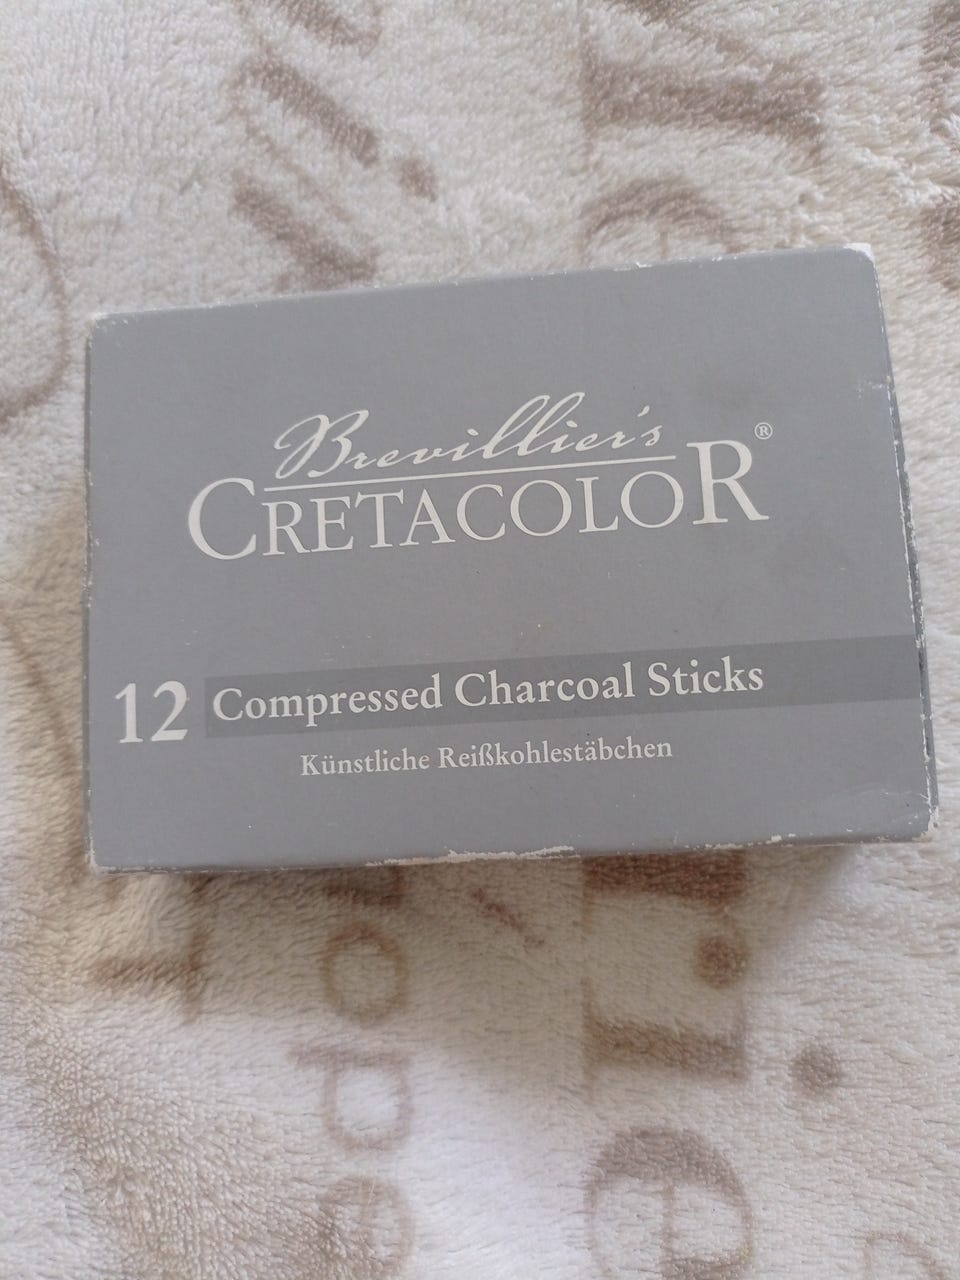 Brevillier's
CRETACOLOR®
12 Compressed Charcoal Sticks
Künstliche Reißkohlestäbchen